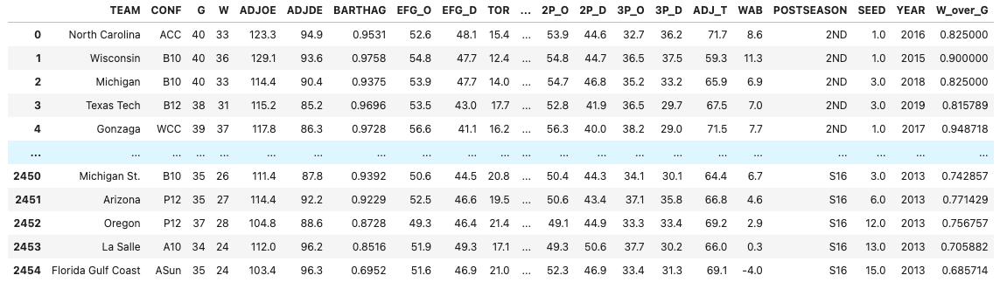 TEAM CONF G W ADJOE ADJDE BARTHAG EFG_O EFG_D TOR ... 2P_O 2P_D 3P_O 3P_D ADJ_T WAB POSTSEASON SEED YEAR W_over_G
0 North Carolina ACC 40 33 123.3 94.9 0.9531 52.6 48.1 15.4 ... 53.9 44.6 32.7 36.2 71.7 8.6 2ND 1.0 2016 0.825000
1 Wisconsin B10 40 36 129.1 93.6 0.9758 54.8 47.7 12.4 ... 54.8 44.7 36.5 37.5 59.3 11.3 2ND 1.0 2015 0.900000
2 Michigan B10 40 33 114.4 90.4 0.9375 53.9 47.7 14.0 ... 54.7 46.8 35.2 33.2 65.9 6.9 2ND 3.0 2018 0.825000
3 Texas Tech B12 38 31 115.2 85.2 0.9696 53.5 43.0 17.7 ... 52.8 41.9 36.5 29.7 67.5 7.0 2ND 3.0 2019 0.815789
4 Gonzaga WCC 39 37 117.8 86.3 0.9728 56.6 41.1 16.2 ... 56.3 40.0 38.2 29.0 71.5 7.7 2ND 1.0 2017 0.948718
... ... ... ... ... ... ... ... ... ... ... ... ... ... ... ... ... ... ... ... ... ...
2450 Michigan St. B10 35 26 111.4 87.8 0.9392 50.6 44.5 20.8 ... 50.4 44.3 34.1 30.1 64.4 6.7 S16 3.0 2013 0.742857
2451 Arizona P12 35 27 114.4 92.2 0.9229 52.5 46.6 19.5 ... 50.6 43.4 37.1 35.8 66.8 4.6 S16 6.0 2013 0.771429
2452 Oregon P12 37 28 104.8 88.6 0.8728 49.3 46.4 21.4 ... 49.1 44.9 33.3 33.4 69.2 2.9 S16 12.0 2013 0.756757
2453 La Salle A10 34 24 112.0 96.2 0.8516 51.9 49.3 17.1 ... 49.3 50.6 37.7 30.2 66.0 0.3 S16 13.0 2013 0.705882
2454 Florida Gulf Coast ASun 35 24 103.4 96.3 0.6952 51.6 46.9 21.0 ... 52.3 46.9 33.4 31.3 69.1 -4.0 S16 15.0 2013 0.685714